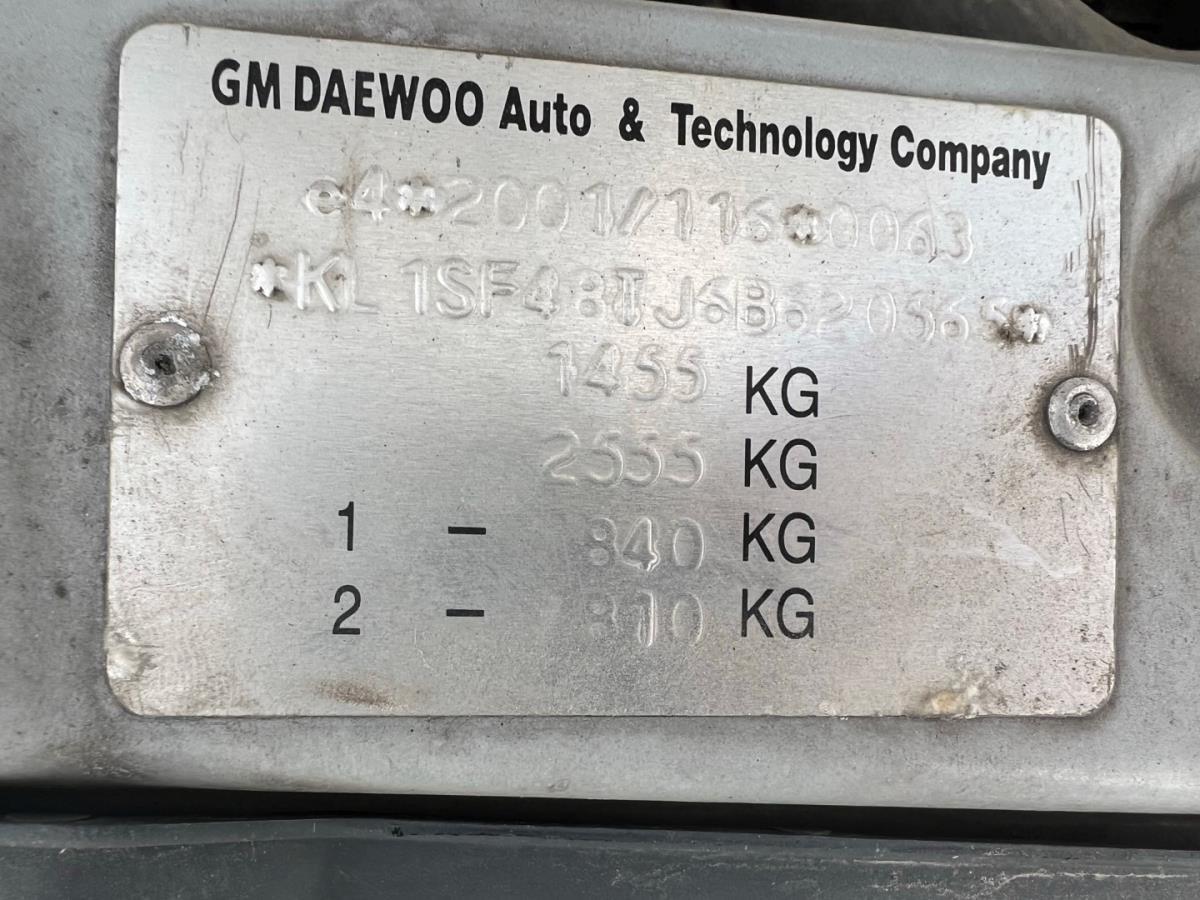 GM DAEWOO Auto & Technology Company
e4*2001/116*0063
*KL1SF48TJ6B620565*
1455 KG
2555 KG
1 - 840 KG
2 - 810 KG